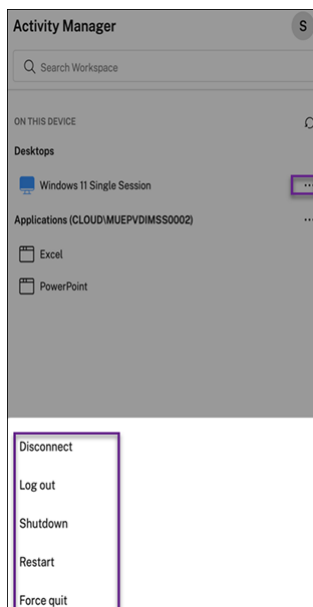 Activity Manager
S
Search Workspace
ON THIS DEVICE
Desktops
Windows 11 Single Session
...
Applications (CLOUD\MUEPVDIMSS0002)
...
Excel
PowerPoint
Disconnect
Log out
Shutdown
Restart
Force quit